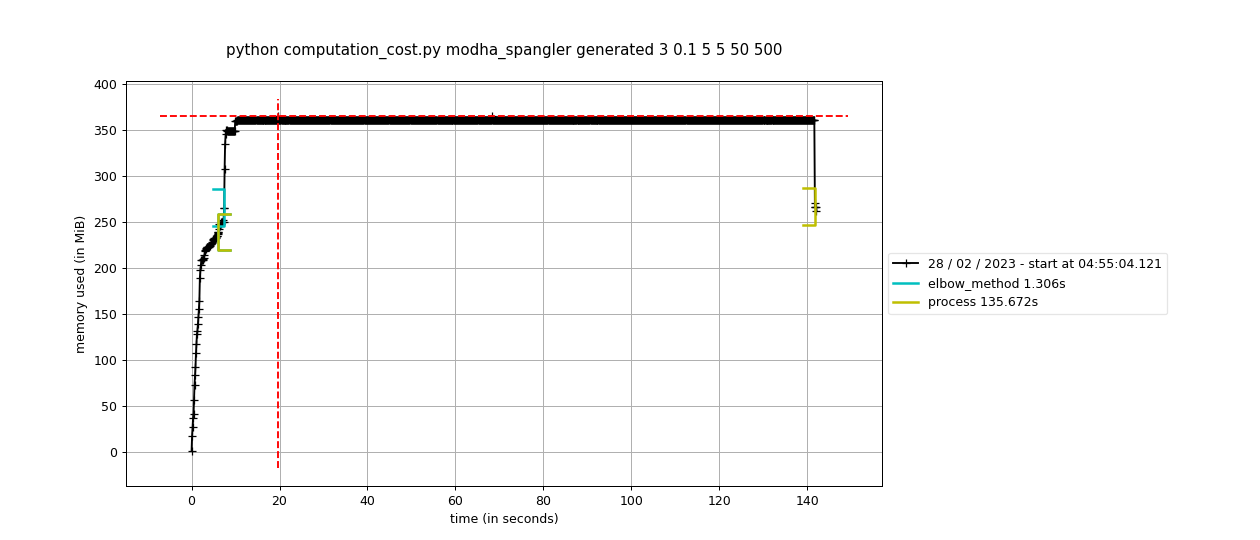 python computation_cost.py modha_spangler generated 3 0.1 5 5 50 500
400
350
300
250
200
150
100
50
0
memory used (in MiB)
0 20 40 60 80 100 120 140
time (in seconds)
28 / 02 / 2023 - start at 04:55:04.121
elbow_method 1.306s
process 135.672s